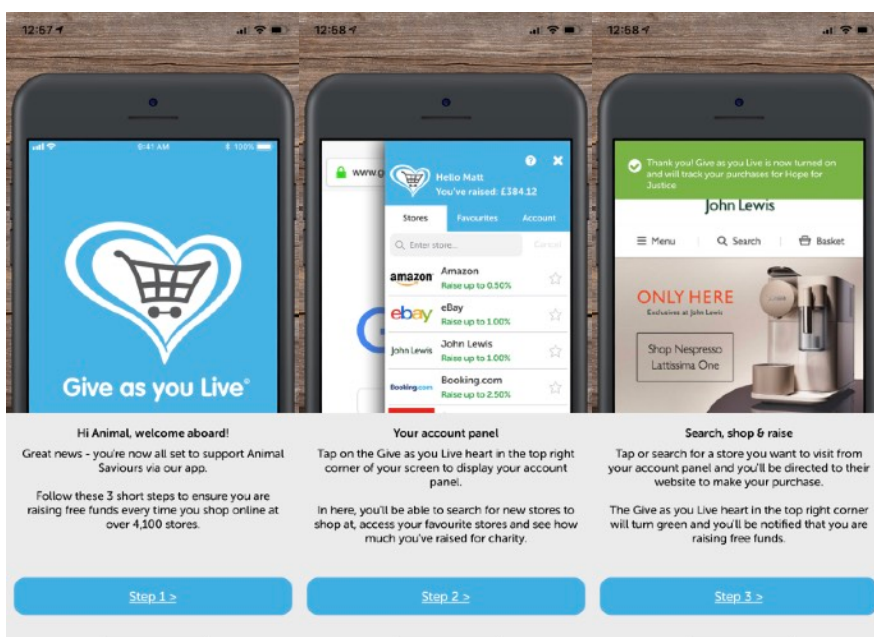 12:57
6:41 AM
100%
Give as you Live®
Hi Animal, welcome aboard!
Great news - you're now all set to support Animal
Saviours via our app.
Follow these 3 short steps to ensure you are
raising free funds every time you shop online at
over 4,100 stores.
Step 1 >
12:58
www.g
Hello Matt
You've raised: £384.12
Stores
Favourites
Account
Enter store...
Cancel
amazon
Amazon
Raise up to 0.50%
ebay
eBay
Raise up to 1.00%
John Lewis
John Lewis
Raise up to 1.00%
Booking.com
Booking.com
Raise up to 2.50%
Your account panel
Tap on the Give as you Live heart in the top right
corner of your screen to display your account
panel.
In here, you'll be able to search for new stores to
shop at, access your favourite stores and see how
much you've raised for charity.
Step 2 >
12:58
Thank you! Give as you Live is now turned on
and will track your purchases for Hope for
Justice
John Lewis
Menu
Search
Basket
ONLY HERE
Exclusives at John Lewis
Shop Nespresso
Lattissima One
Search, shop & raise
Tap or search for a store you want to visit from
your account panel and you'll be directed to their
website to make your purchase.
The Give as you Live heart in the top right corner
will turn green and you'll be notified that you are
raising free funds.
Step 3 >